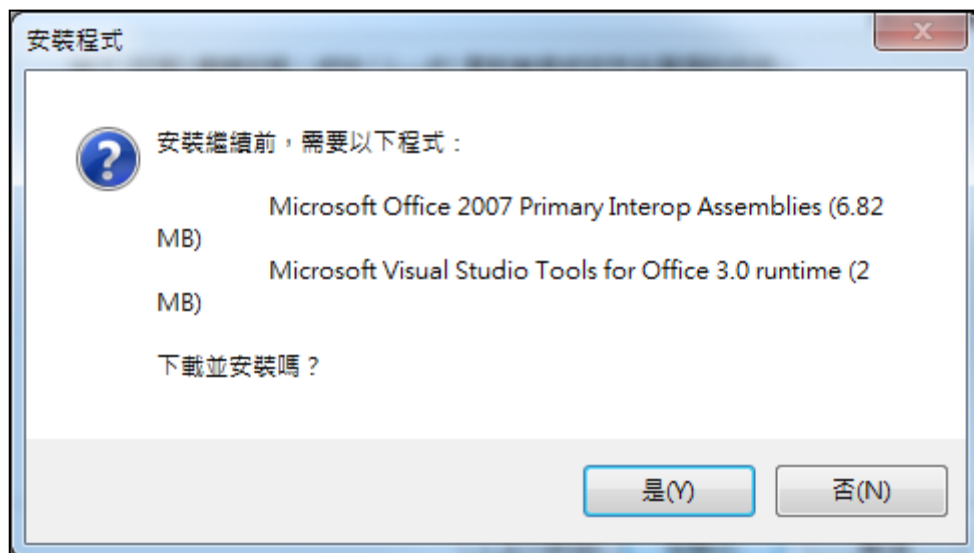 安裝程式
安裝繼續前，需要以下程式：
Microsoft Office 2007 Primary Interop Assemblies (6.82
MB)
Microsoft Visual Studio Tools for Office 3.0 runtime (2
MB)
下載並安裝嗎？
是(Y)
否(N)